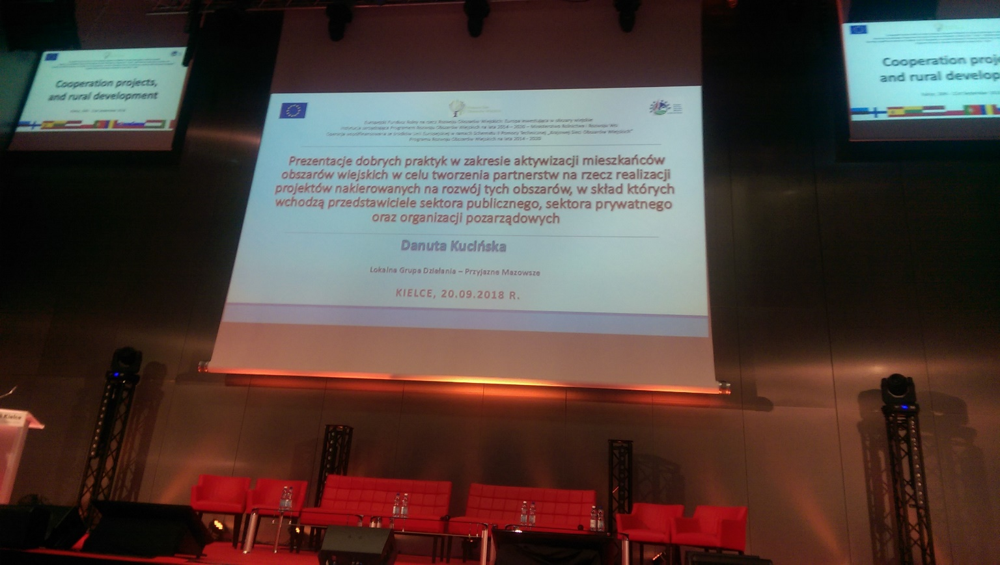 Cooperation projects,
and rural development
Europejski Fundusz Rolny na rzecz Rozwoju Obszarów Wiejskich: Europa inwestująca w obszary wiejskie
Instytucja zarządzająca Programem Rozwoju Obszarów Wiejskich na lata 2014 – 2020 – Minister Rolnictwa i Rozwoju Wsi
Operacja współfinansowana ze środków Unii Europejskiej w ramach Schematu II Pomocy Technicznej „Krajowej Sieci Obszarów Wiejskich”
Programu Rozwoju Obszarów Wiejskich na lata 2014 - 2020
Prezentacje dobrych praktyk w zakresie aktywizacji mieszkańców
obszarów wiejskich w celu tworzenia partnerstw na rzecz realizacji
projektów nakierowanych na rozwój tych obszarów, w skład których
wchodzą przedstawiciele sektora publicznego, sektora prywatnego
oraz organizacji pozarządowych
Danuta Kucińska
Lokalna Grupa Działania – Przyjazne Mazowsze
KIELCE, 20.09.2018 R.
Cooperation proje
and rural develop
Kielce